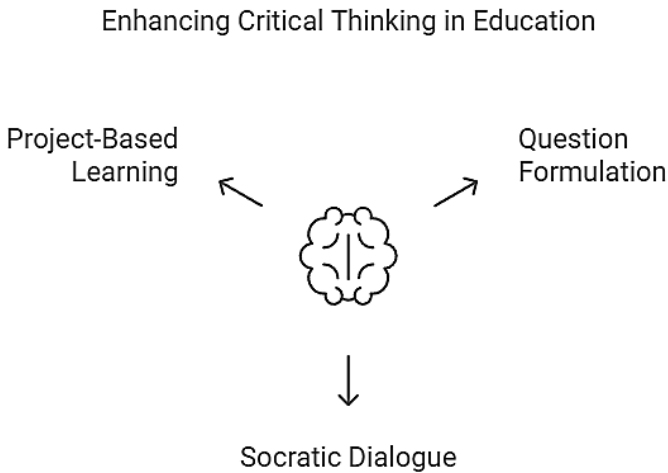 Enhancing Critical Thinking in Education
Project-Based
Learning
Question
Formulation
Socratic Dialogue